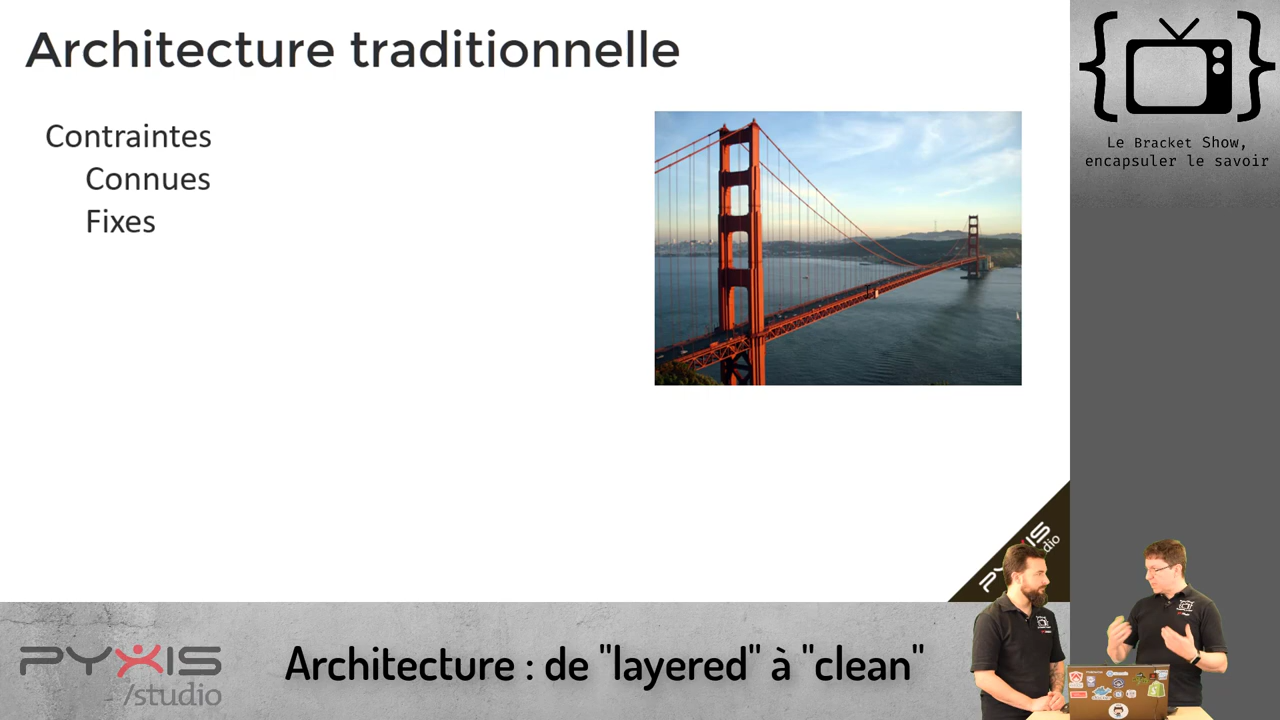 Architecture traditionnelle
Contraintes
Connues
Fixes
Le Bracket Show,
encapsuler le savoir
PYXIS
/studio
Architecture : de "layered" à "clean"